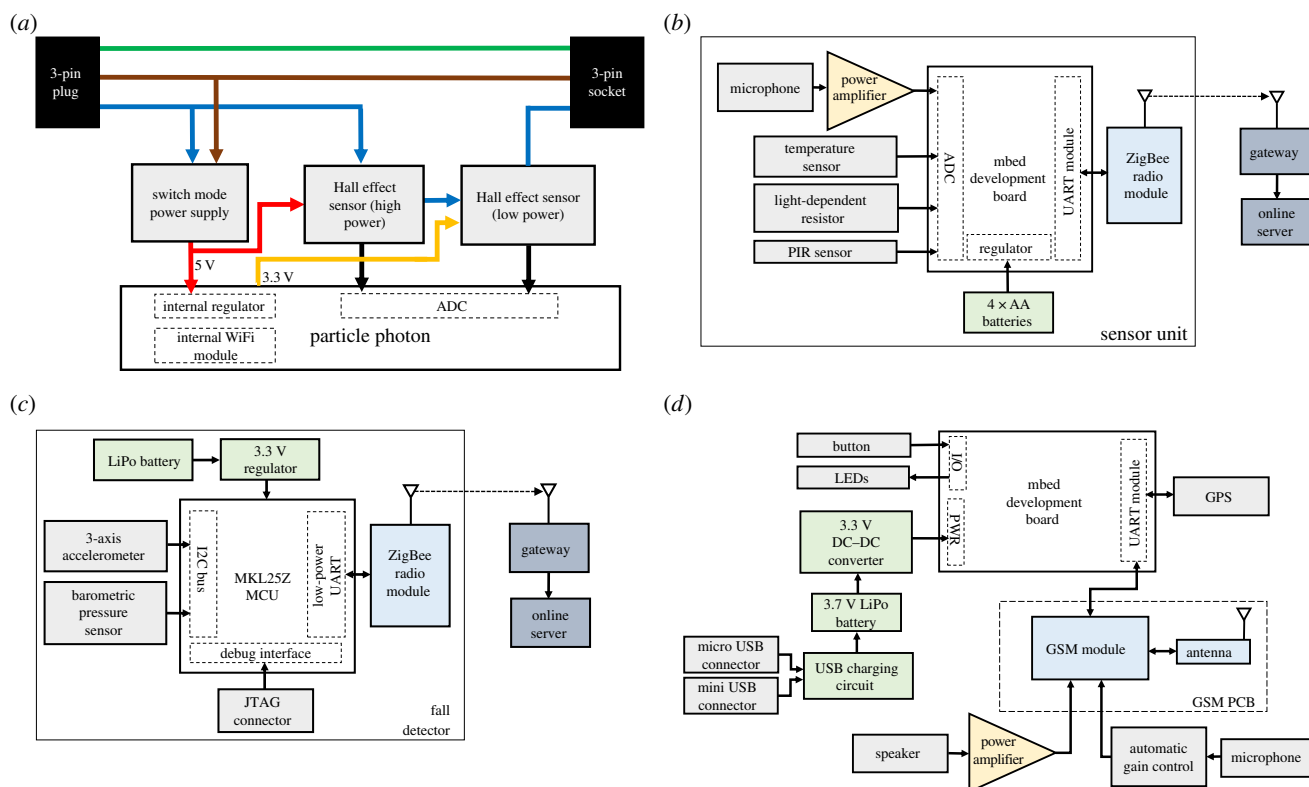 (a)
3-pin
plug
3-pin
socket
switch mode
power supply
Hall effect
sensor (high
power)
Hall effect sensor
(low power)
5 V
3.3 V
internal regulator
ADC
internal WiFi
module
particle photon
(b)
microphone
power
amplifier
temperature
sensor
light-dependent
resistor
PIR sensor
ADC
mbed
development
board
regulator
UART module
ZigBee
radio
module
gateway
online
server
4 × AA
batteries
sensor unit
(c)
LiPo battery
3.3 V
regulator
3-axis
accelerometer
barometric
pressure
sensor
I2C bus
MKL25Z
MCU
low-power
UART
debug interface
ZigBee
radio
module
gateway
online
server
JTAG
connector
fall
detector
(d)
button
LEDs
I/O
PWR
mbed
development
board
UART module
GPS
3.3 V
DC–DC
converter
3.7 V LiPo
battery
micro USB
connector
mini USB
connector
USB charging
circuit
GSM module
antenna
GSM PCB
speaker
power
amplifier
automatic
gain control
microphone